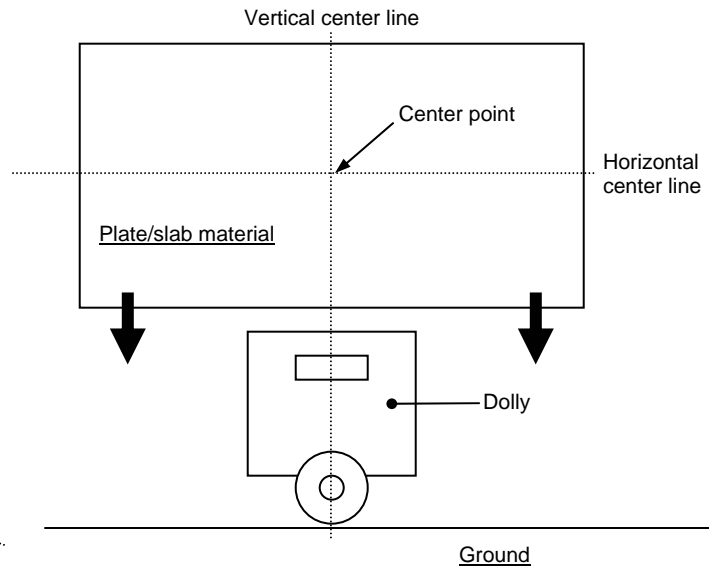 Vertical center line
Center point
Horizontal
center line
Plate/slab material
Dolly
Ground